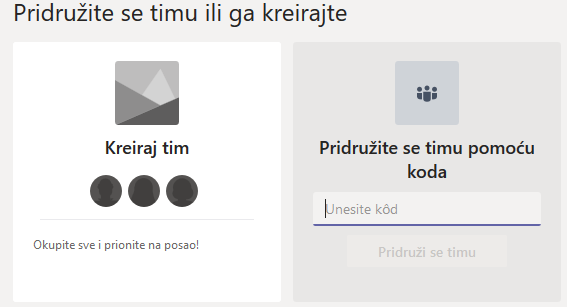 Pridružite se timu ili ga kreirajte
Kreiraj tim
Okupite sve i prionite na posao!
Pridružite se timu pomoću
koda
Unesite kôd
Pridruži se timu